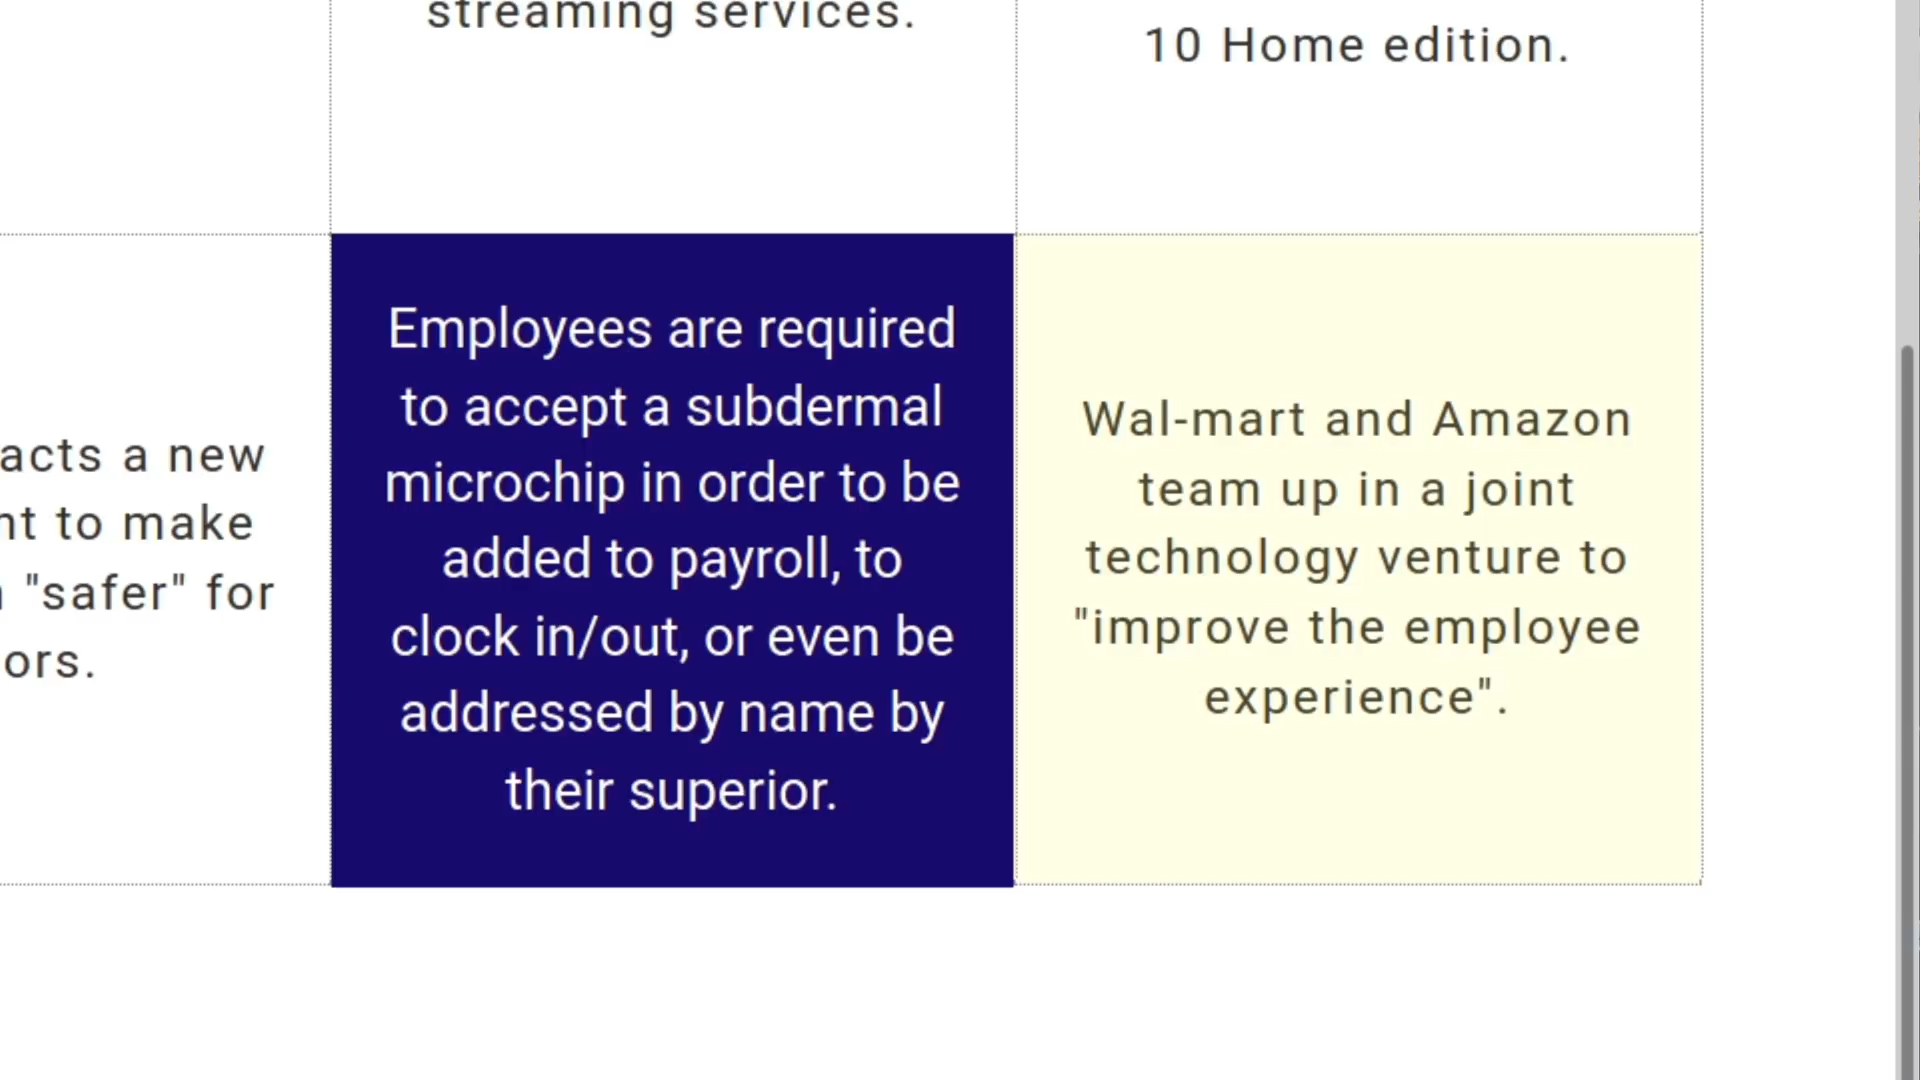 streaming services.
10 Home edition.
acts a new
to make
"safer" for
ors.
Employees are required
to accept a subdermal
microchip in order to be
added to payroll, to
clock in/out, or even be
addressed by name by
their superior.
Wal-mart and Amazon
team up in a joint
technology venture to
"improve the employee
experience".